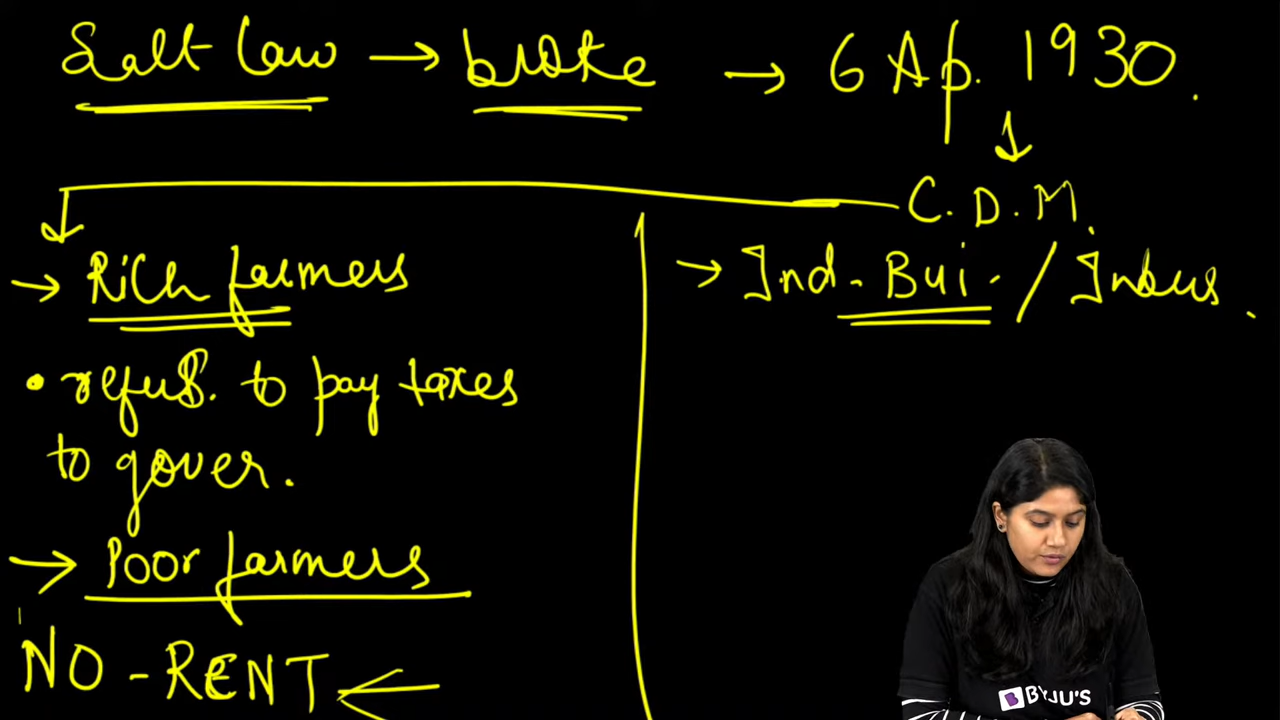 Salt Law → broke → 6 Ap. 1930.
↓
C.D.M.
→ Rich farmers
• refus. to pay taxes
to gover.
→ Poor farmers
NO - RENT ←
→ Ind. Bui. / Indus.
BYJU'S